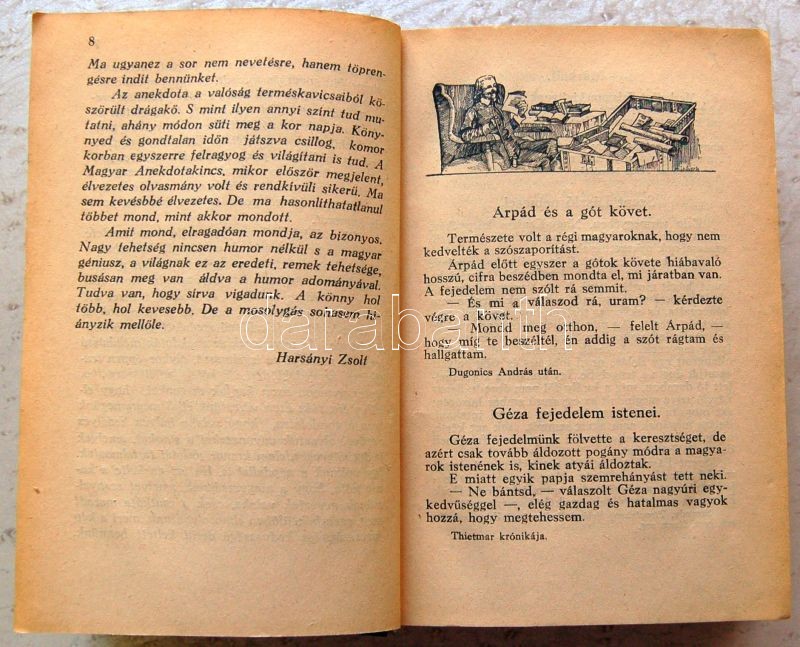 8
Ma ugyanez a sor nem nevetésre, hanem töpren-
gésre indit bennünket.
Az anekdota a valóság terméskavicsaiból kö-
szörült drágakő. S mint ilyen annyi színt tud mu-
tatni, ahány módon süti meg a kor napja. Köny-
nyed és gondtalan időn játszva csillog, komor
korban egyszerre felragyog és világítani is tud. A
Magyar Anekdotakincs, mikor először megjelent,
élvezetes olvasmány volt és rendkívüli sikerű. Ma
sem kevésbbé élvezetes. De ma hasonlíthatatlanul
többet mond, mint akkor mondott.
Amit mond, elragadóan mondja, az bizonyos.
Nagy tehetség nincsen humor nélkül s a magyar
géniusz, a világnak ez az eredeti, remek tehetsége,
busásan meg van áldva a humor adományával.
Tudva van, hogy sirva vigadunk. A könny hol
több, hol kevesebb. De a mosolygás sohasem hi-
ányzik mellőle.
Harsányi Zsolt
Árpád és a gót követ.
Természete volt a régi magyaroknak, hogy nem
kedvelték a szószaporítást.
Árpád előtt egyszer a gótok követe hiábavaló
hosszú, cifra beszédben mondta el, mi járatban van.
A fejedelem nem szólt rá semmit.
— És mi a válaszod rá, uram? — kérdezte
végre a követ.
— Mondd meg otthon, — felelt Árpád, —
hogy míg te beszéltél, én addig a szót rágtam és
hallgattam.
Dugonics András után.
Géza fejedelem istenei.
Géza fejedelmünk fölvette a keresztséget, de
azért csak tovább áldozott pogány módra a magya-
rok istenének is, kinek atyái áldoztak.
E miatt egyik papja szemrehányást tett neki.
— Ne bántsd, — válaszolt Géza nagyúri egy-
kedvűséggel —, elég gazdag és hatalmas vagyok
hozzá, hogy megtehessem.
Thietmar krónikája.
darabanth